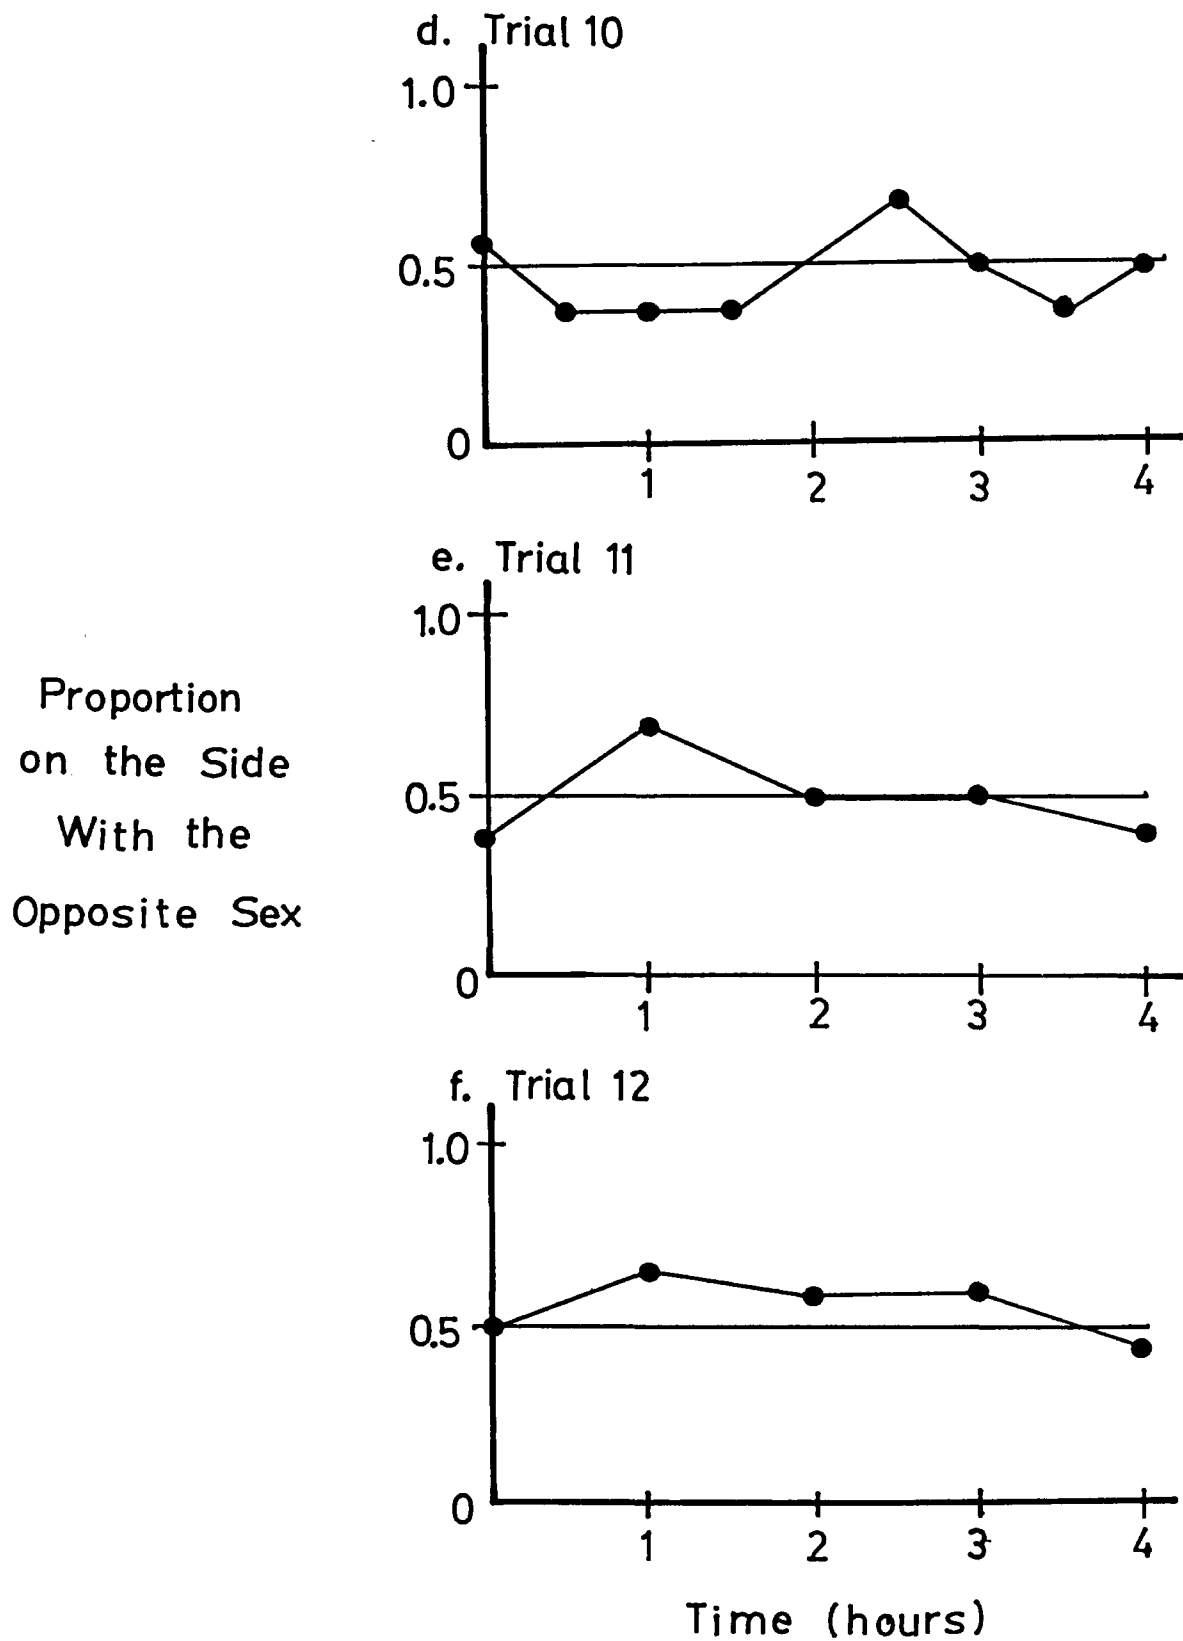 d. Trial 10
1.0
0.5
0
1 2 3 4
e. Trial 11
1.0
0.5
0
1 2 3 4
Proportion
on the Side
With the
Opposite Sex
f. Trial 12
1.0
0.5
0
1 2 3 4
Time (hours)